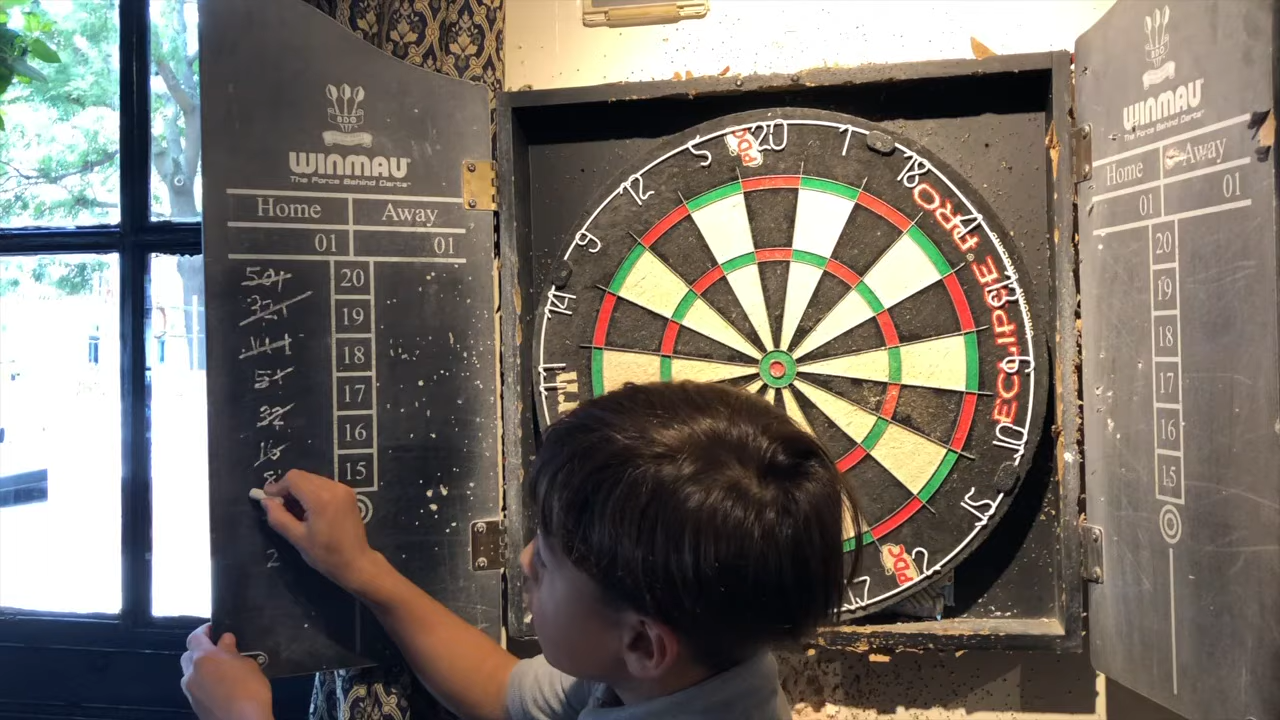 BDO
WINMAU
The Force Behind Darts
Home Away
01 01
501
321
141
51
32
16
8
2
20
19
18
17
16
15
5 PDC 20 1 18
12
9
14
11
ECLIPSE PRO
6
10
15
PDC 2
17
BDO
WINMAU
The Force Behind Darts
Home Away
01 01
20
19
18
17
16
15